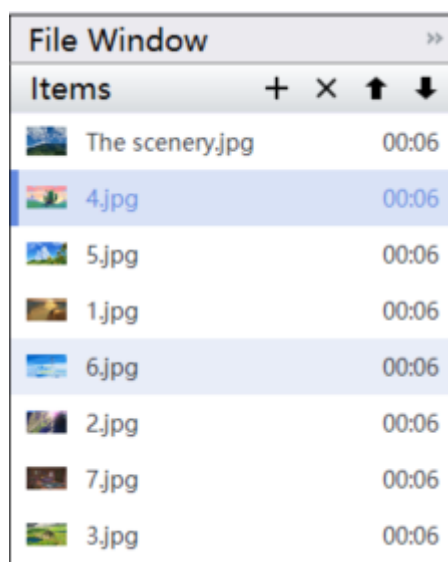 File Window
Items
The scenery.jpg 00:06
4.jpg 00:06
5.jpg 00:06
1.jpg 00:06
6.jpg 00:06
2.jpg 00:06
7.jpg 00:06
3.jpg 00:06